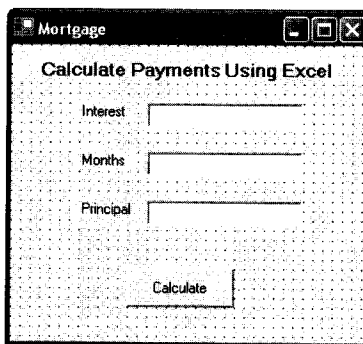 Mortgage
Calculate Payments Using Excel
Interest
Months
Principal
Calculate